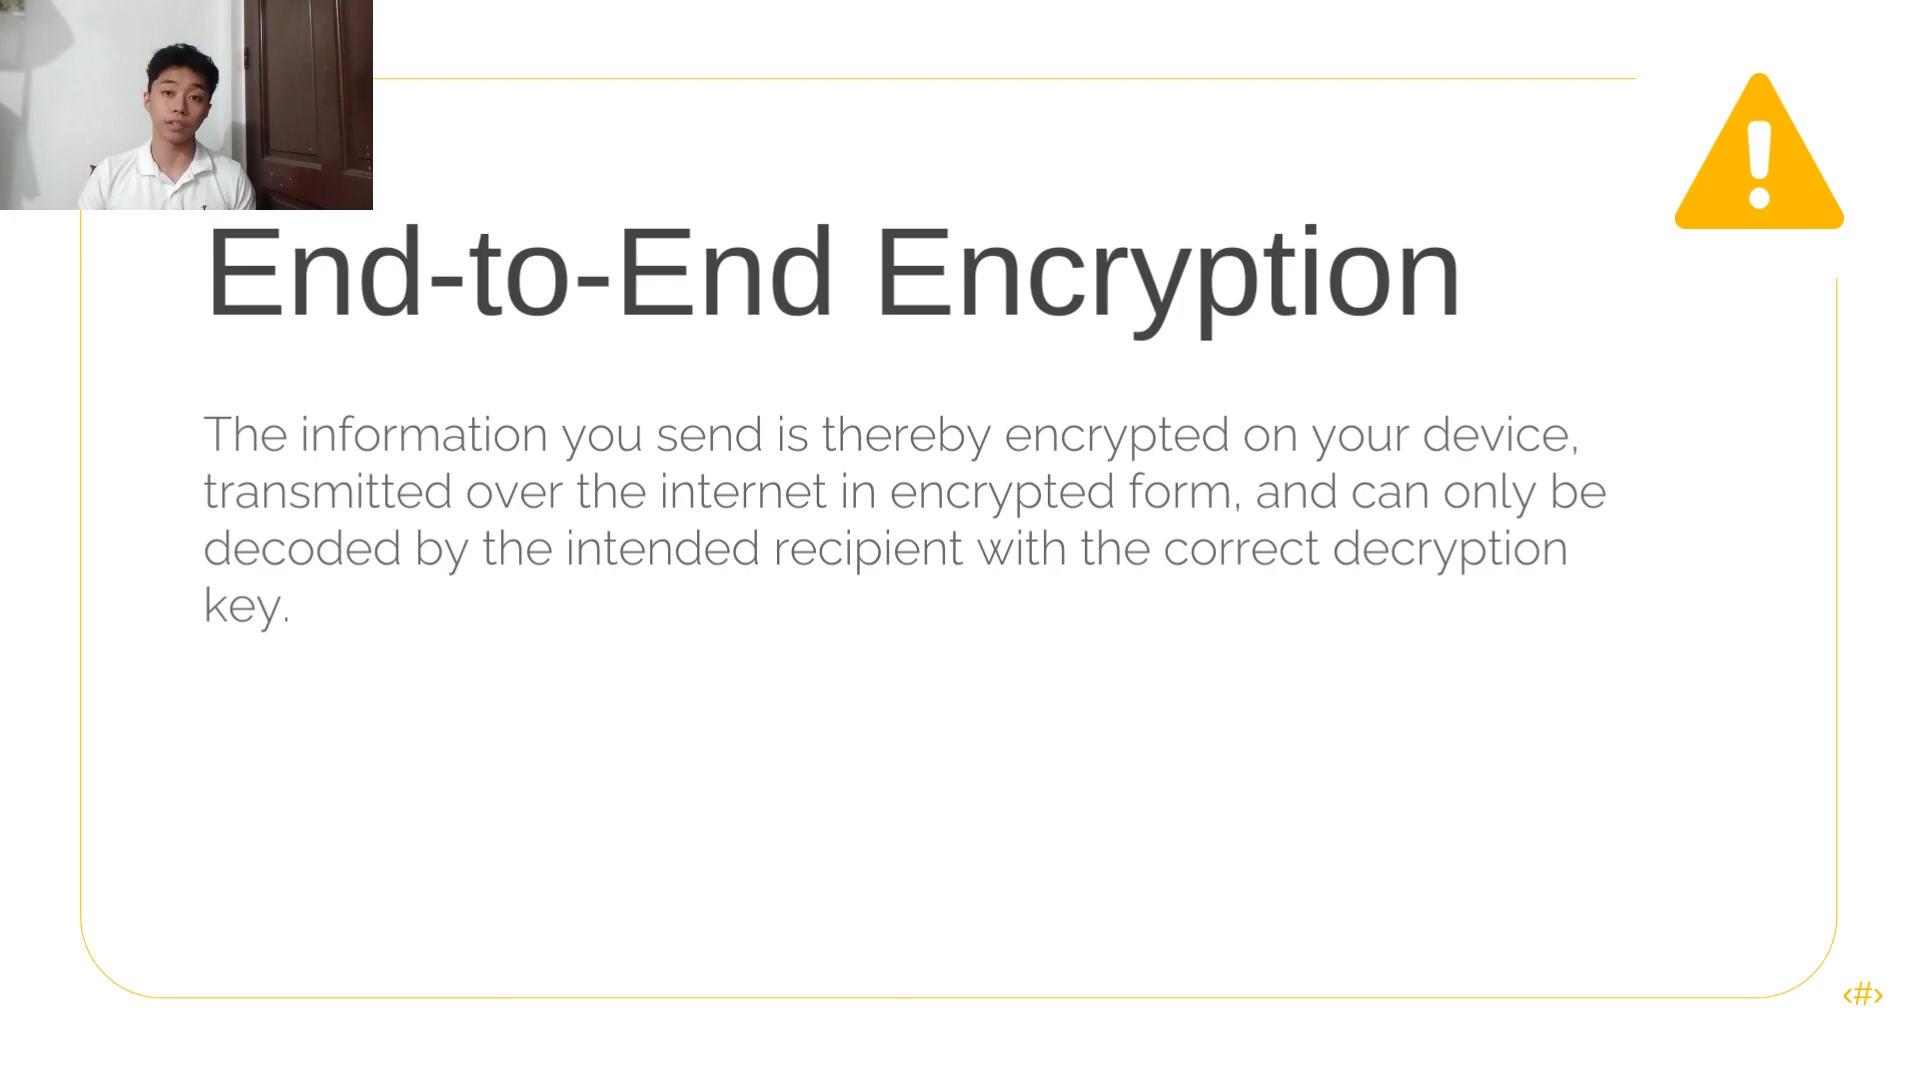 End-to-End Encryption
The information you send is thereby encrypted on your device,
transmitted over the internet in encrypted form, and can only be
decoded by the intended recipient with the correct decryption
key.
‹#›